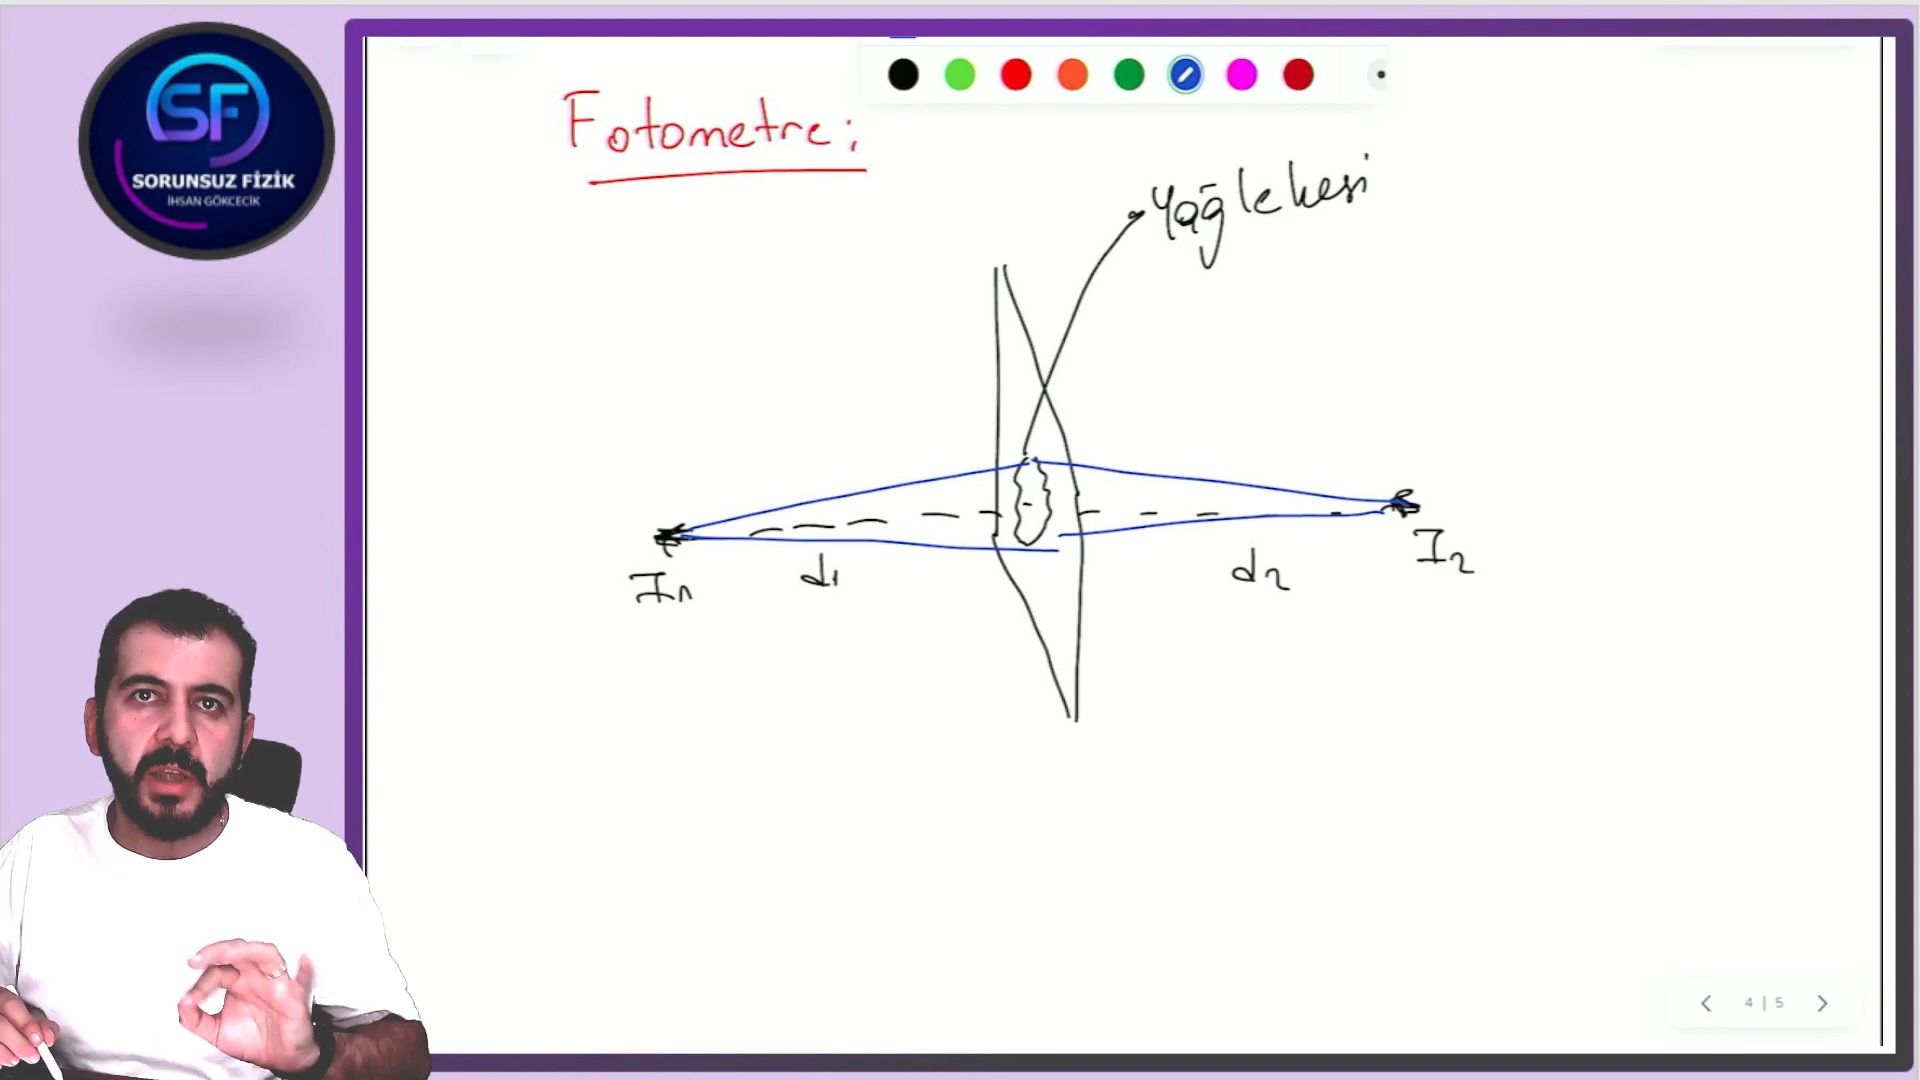 SF
SORUNSUZ FİZİK
İHSAN GÖKCECİK
Fotometre:
Yağ lekesi
I1
d1
d2
I2
4 | 5